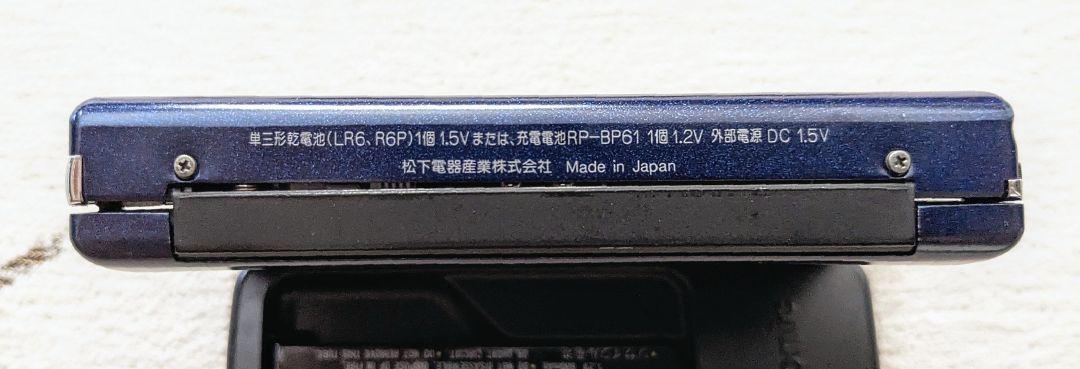 単三形乾電池(LR6、R6P)1個 1.5V または、充電電池RP-BP61 1個 1.2V 外部電源 DC 1.5V
松下電器産業株式会社 Made in Japan